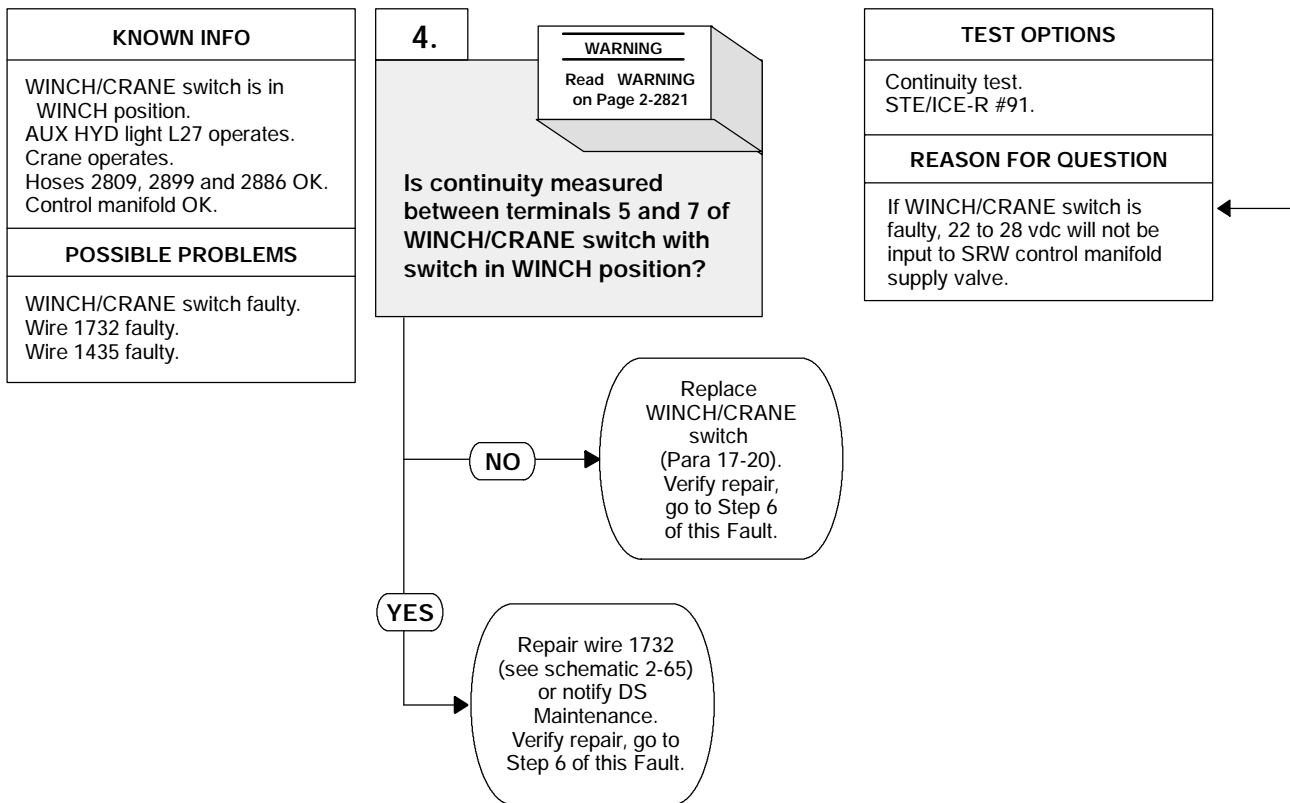 KNOWN INFO
WINCH/CRANE switch is in
WINCH position.
AUX HYD light L27 operates.
Crane operates.
Hoses 2809, 2899 and 2886 OK.
Control manifold OK.
POSSIBLE PROBLEMS
WINCH/CRANE switch faulty.
Wire 1732 faulty.
Wire 1435 faulty.
4.
WARNING
Read WARNING
on Page 2-2821
Is continuity measured
between terminals 5 and 7 of
WINCH/CRANE switch with
switch in WINCH position?
TEST OPTIONS
Continuity test.
STE/ICE-R #91.
REASON FOR QUESTION
If WINCH/CRANE switch is
faulty, 22 to 28 vdc will not be
input to SRW control manifold
supply valve.
NO
Replace
WINCH/CRANE
switch
(Para 17-20).
Verify repair,
go to Step 6
of this Fault.
YES
Repair wire 1732
(see schematic 2-65)
or notify DS
Maintenance.
Verify repair, go to
Step 6 of this Fault.